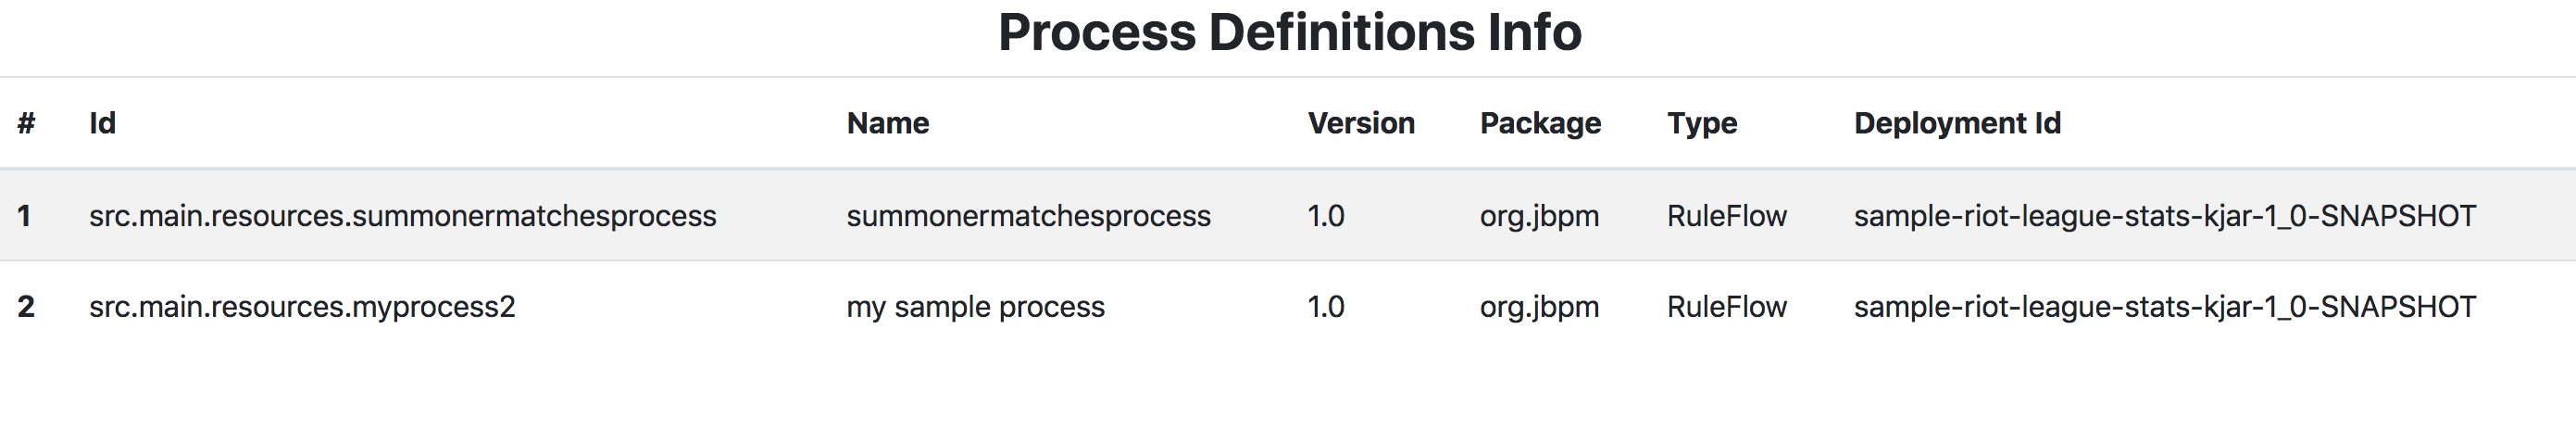 Process Definitions Info
# Id Name Version Package Type Deployment Id
1 src.main.resources.summonermatchesprocess summonermatchesprocess 1.0 org.jbpm RuleFlow sample-riot-league-stats-kjar-1_0-SNAPSHOT
2 src.main.resources.myprocess2 my sample process 1.0 org.jbpm RuleFlow sample-riot-league-stats-kjar-1_0-SNAPSHOT